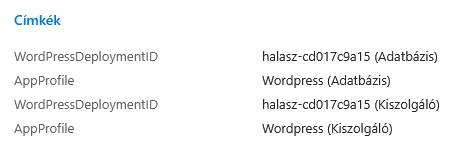 Címkék
WordPressDeploymentID halasz-cd017c9a15 (Adatbázis)
AppProfile Wordpress (Adatbázis)
WordPressDeploymentID halasz-cd017c9a15 (Kiszolgáló)
AppProfile Wordpress (Kiszolgáló)